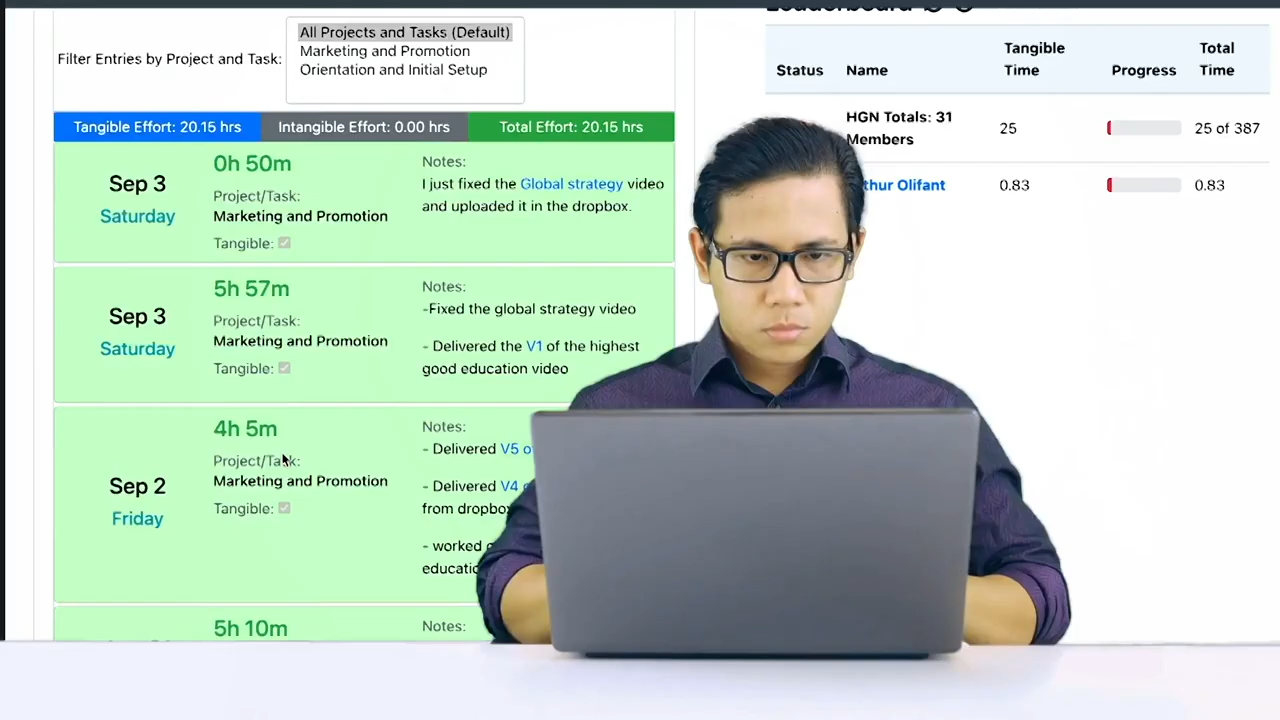 All Projects and Tasks (Default)
Filter Entries by Project and Task:
Marketing and Promotion
Orientation and Initial Setup
Tangible Effort: 20.15 hrs
Intangible Effort: 0.00 hrs
Total Effort: 20.15 hrs
Sep 3
Saturday
0h 50m
Project/Task:
Marketing and Promotion
Tangible:
Notes:
I just fixed the Global strategy video
and uploaded it in the dropbox.
Sep 3
Saturday
5h 57m
Project/Task:
Marketing and Promotion
Tangible:
Notes:
-Fixed the global strategy video
- Delivered the V1 of the highest
good education video
Sep 2
Friday
4h 5m
Project/Task:
Marketing and Promotion
Tangible:
Notes:
- Delivered V5
- Delivered V4
from dropbox
- worked
5h 10m
Notes:
Leaderboard
Status
Name
Tangible
Time
Progress
Total
Time
HGN Totals: 31
Members
25
25 of 387
thur Olifant
0.83
0.83